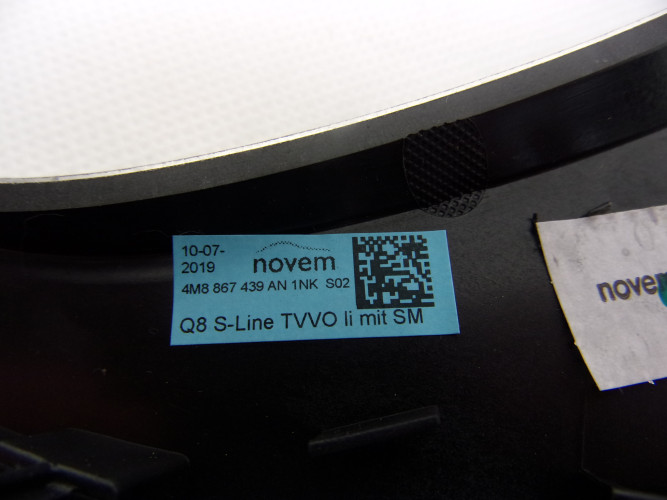 10-07-
2019
novem
4M8 867 439 AN 1NK S02
Q8 S-Line TVVO li mit SM
novem